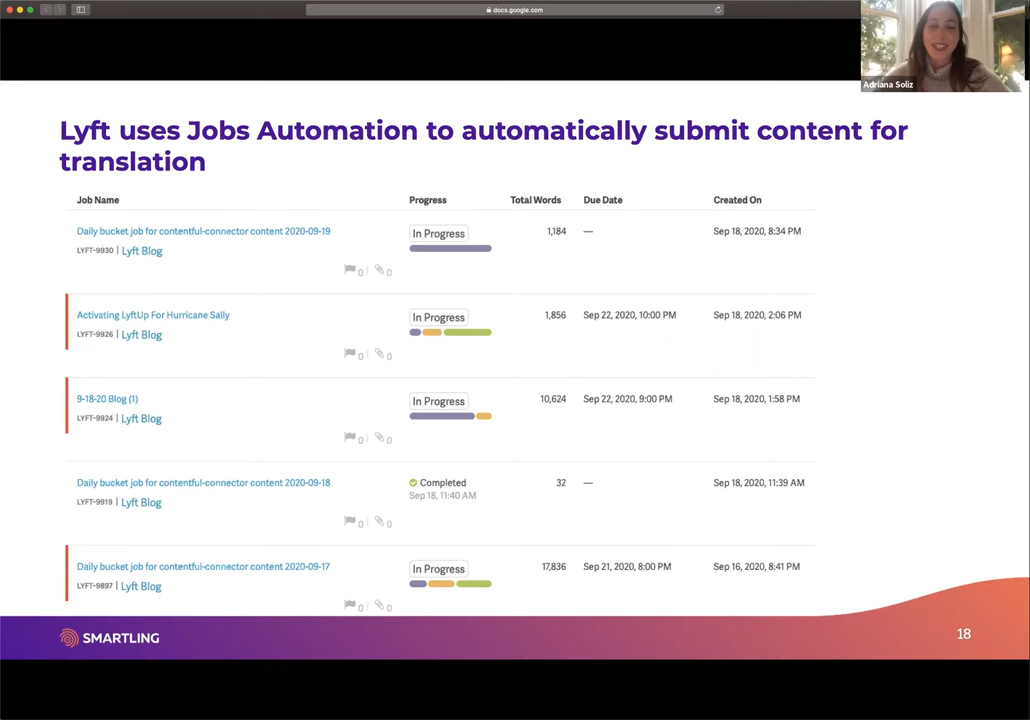 docs.google.com
Adriana Soliz
Lyft uses Jobs Automation to automatically submit content for
translation
Job Name Progress Total Words Due Date Created On
Daily bucket job for contentful-connector content 2020-09-19 In Progress 1,184 — Sep 18, 2020, 8:34 PM
LYFT-9930 | Lyft Blog
0 | 0
Activating LyftUp For Hurricane Sally In Progress 1,856 Sep 22, 2020, 10:00 PM Sep 18, 2020, 2:06 PM
LYFT-9926 | Lyft Blog
0 | 0
9-18-20 Blog (1) In Progress 10,624 Sep 22, 2020, 9:00 PM Sep 18, 2020, 1:58 PM
LYFT-9924 | Lyft Blog
0 | 0
Daily bucket job for contentful-connector content 2020-09-18 Completed 32 — Sep 18, 2020, 11:39 AM
LYFT-9919 | Lyft Blog Sep 18, 11:40 AM
0 | 0
Daily bucket job for contentful-connector content 2020-09-17 In Progress 17,836 Sep 21, 2020, 8:00 PM Sep 16, 2020, 8:41 PM
LYFT-9897 | Lyft Blog
0 | 0
SMARTLING
18